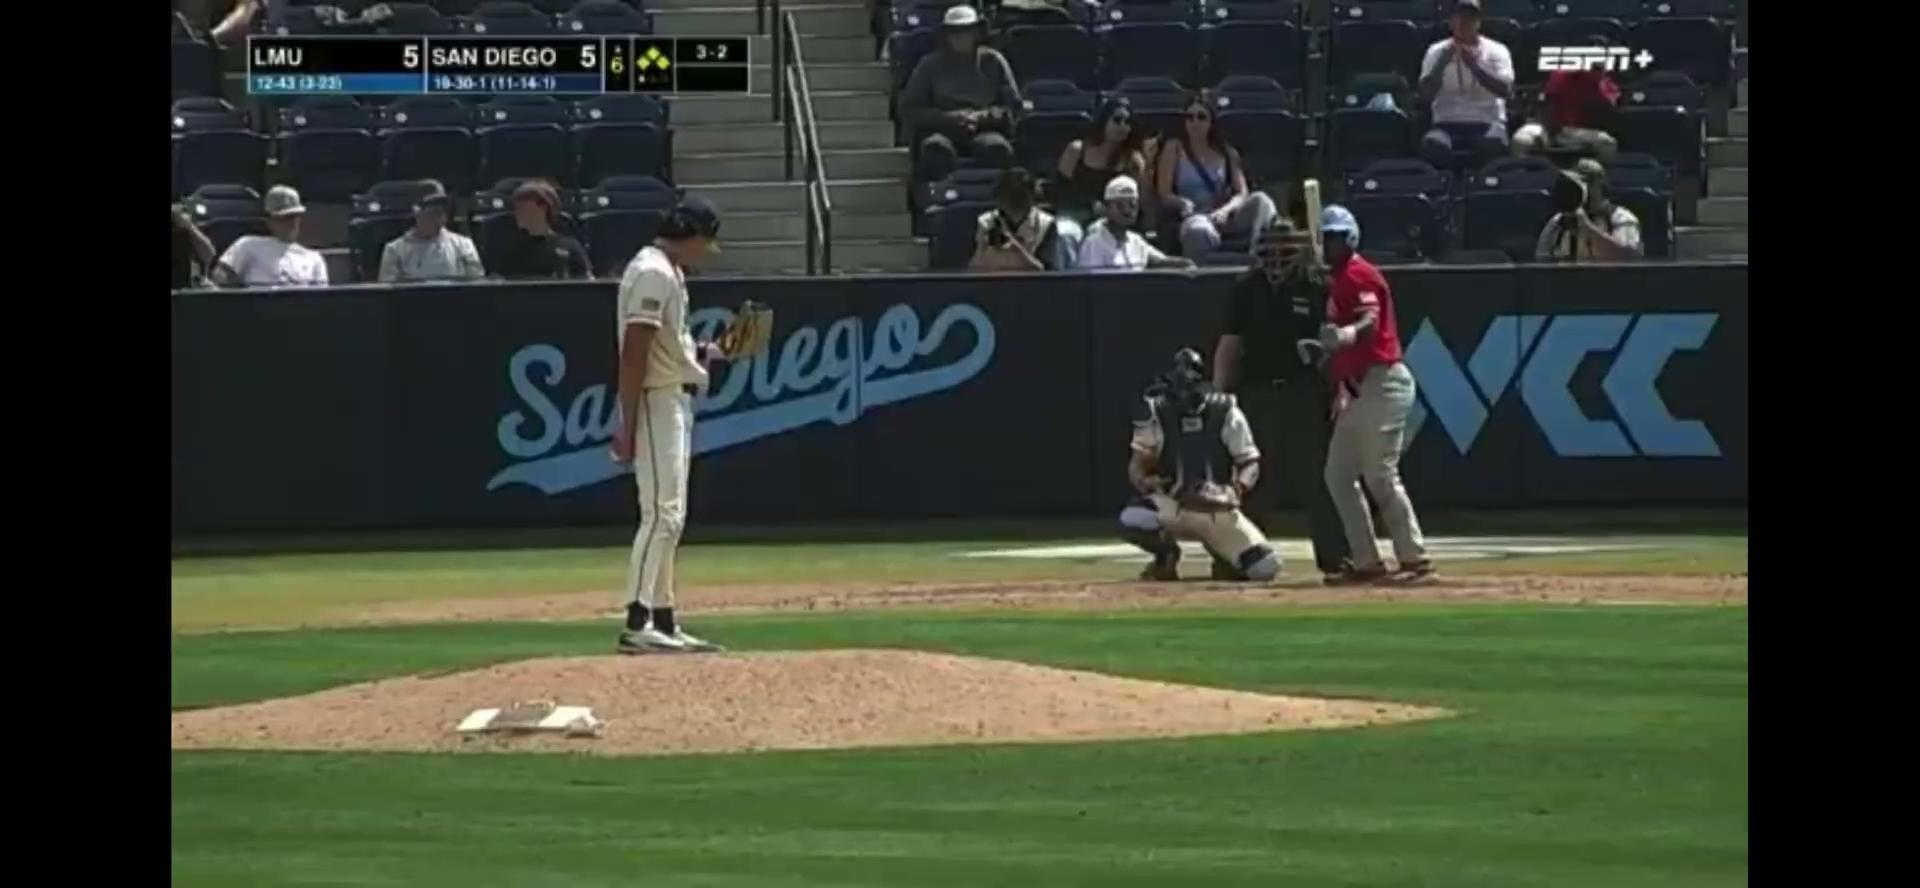 LMU 5 SAN DIEGO 5 6 3-2
12-43 (3-23) 19-30-1 (11-14-1)
ESPN+
San Diego
WCC